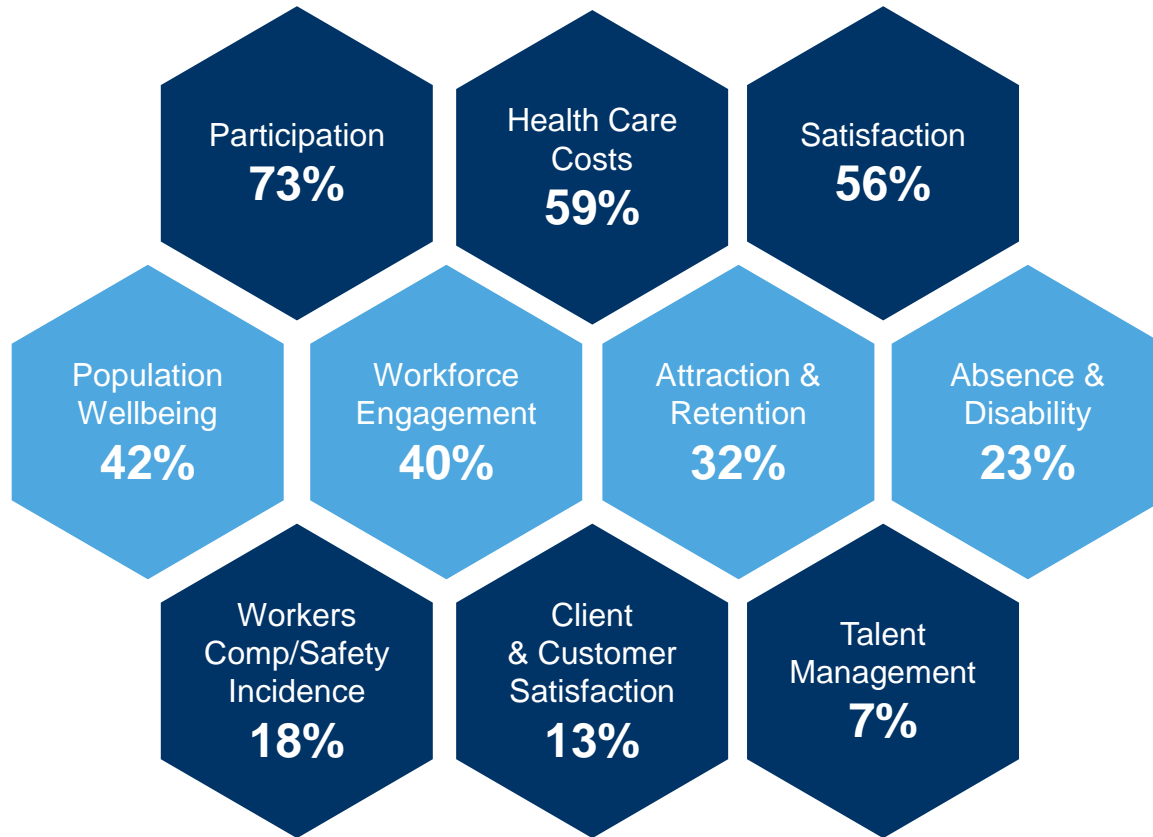 Participation
73%
Health Care
Costs
59%
Satisfaction
56%
Population
Wellbeing
42%
Workforce
Engagement
40%
Attraction &
Retention
32%
Absence &
Disability
23%
Workers
Comp/Safety
Incidence
18%
Client
& Customer
Satisfaction
13%
Talent
Management
7%